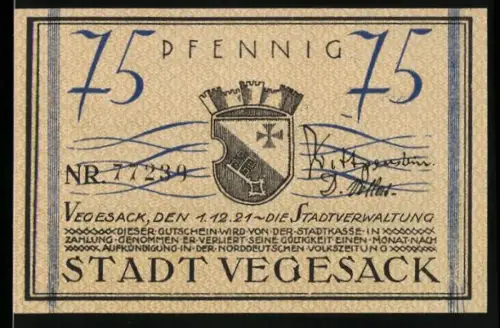 75 PFENNIG 75
NR. 77239
VEGESACK, DEN 1.12.21~DIE STADTVERWALTUNG
DIESER GUTSCHEIN WIRD VON DER STADTKASSE IN
ZAHLUNG GENOMMEN ER VERLIERT SEINE GÜLTIGKEIT EINEN MONAT NACH
AUFKÜNDIGUNG IN DER NORDDEUTSCHEN VOLKSZEITUNG
STADT VEGESACK